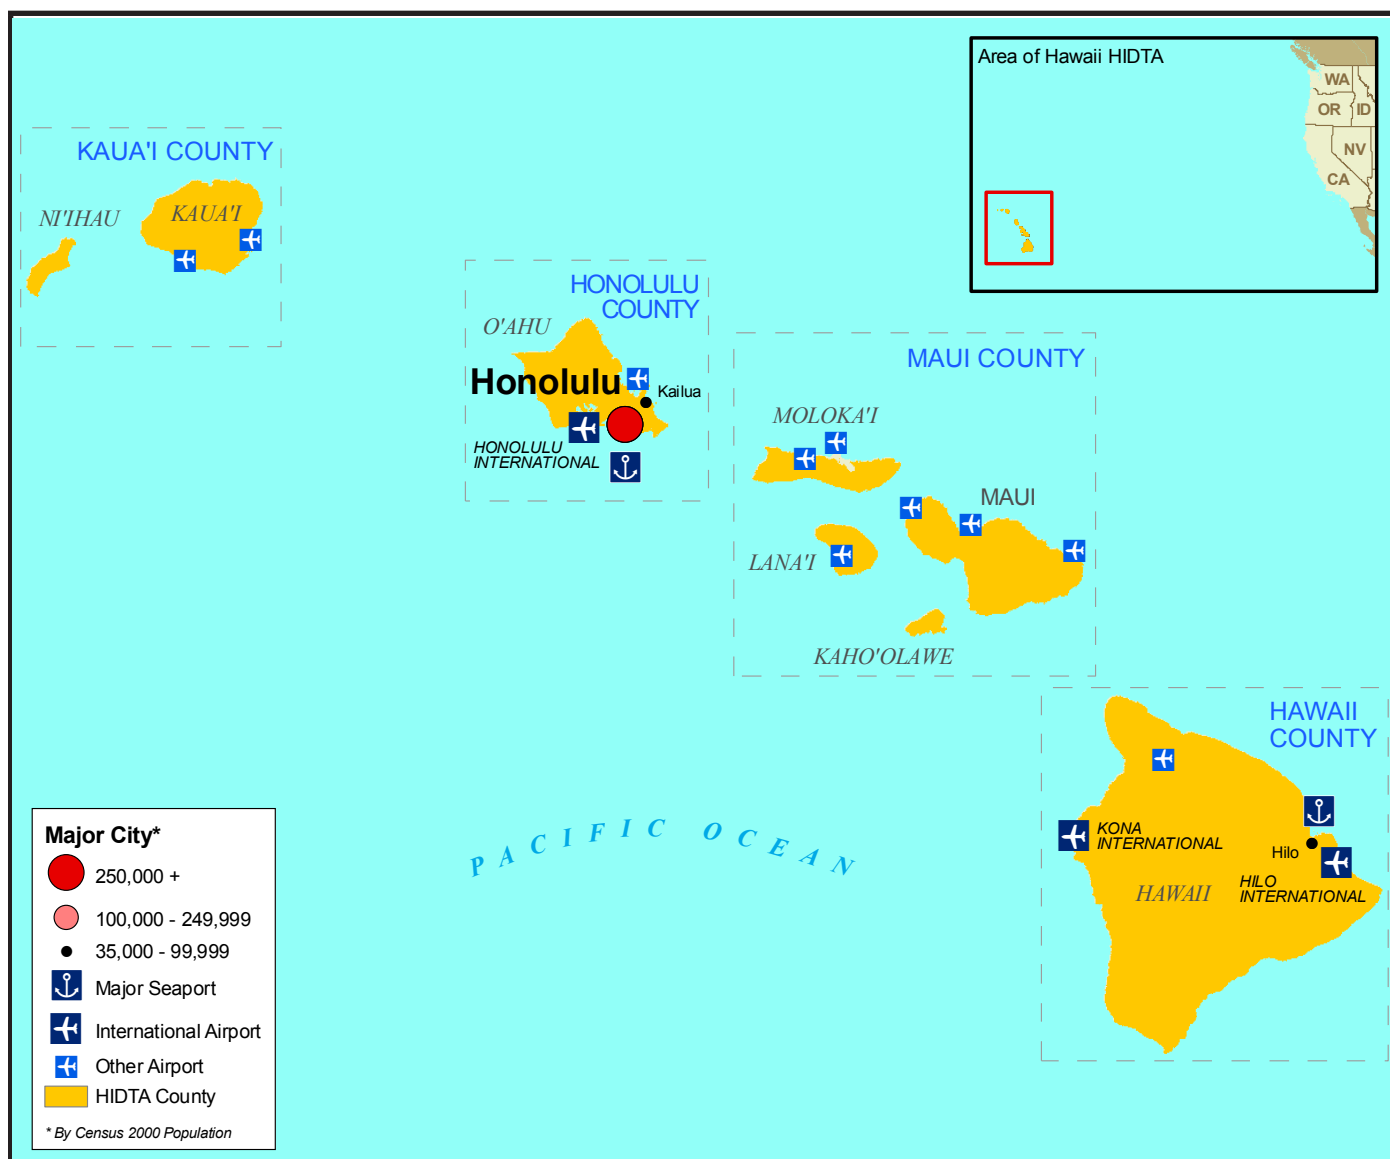 Area of Hawaii HIDTA
WA
OR
ID
NV
CA
KAUA'I COUNTY
NI'IHAU
KAUA'I
HONOLULU
COUNTY
O'AHU
Honolulu
Kailua
HONOLULU
INTERNATIONAL
MAUI COUNTY
MOLOKA'I
MAUI
LANA'I
KAHO'OLAWE
HAWAII
COUNTY
KONA
INTERNATIONAL
Hilo
HILO
INTERNATIONAL
HAWAII
PACIFIC OCEAN
Major City*
250,000 +
100,000 - 249,999
35,000 - 99,999
Major Seaport
International Airport
Other Airport
HIDTA County
* By Census 2000 Population